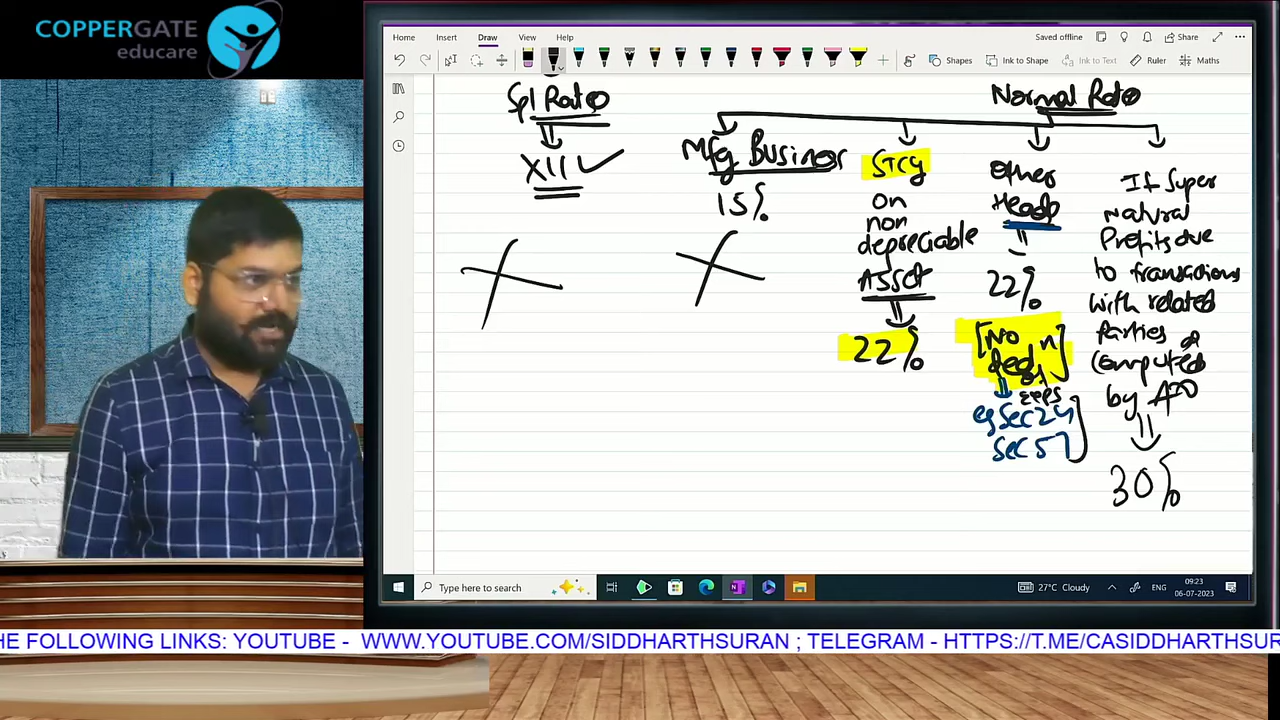 COPPERGATE
educare
Home Insert Draw View Help
Saved offline
Share
Shapes
Ink to Shape
Ink to Text
Ruler
Maths
Spl Rates
XII
Normal Rates
Mfg Business
15%
STCG
on
non
depreciable
Asset
22%
Other
Heads
22%
[No
dedn]
of
exps
eg Sec 24
Sec 57
If Super
natural
Profits due
to transactions
with related
Parties
computed
by AO
30%
Type here to search
27°C Cloudy
ENG
09:23
06-07-2023
HE FOLLOWING LINKS: YOUTUBE - WWW.YOUTUBE.COM/SIDDHARTHSURAN ; TELEGRAM - HTTPS://T.ME/CASIDDHARTHSUR